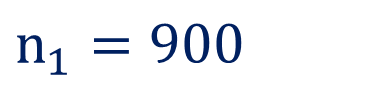 n₁ = 900